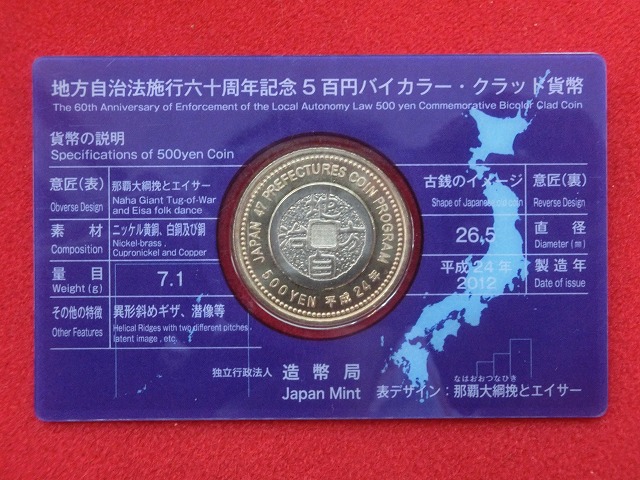 地方自治法施行六十周年記念5百円バイカラー・クラッド貨幣
The 60th Anniversary of Enforcement of the Local Autonomy Law 500 yen Commemorative Bicolor Clad Coin
貨幣の説明
Specifications of 500yen Coin
意匠(表)
Obverse Design
那覇大綱挽とエイサー
Naha Giant Tug-of-War
and Eisa folk dance
古銭のイメージ
Shape of Japanese old coin
意匠(裏)
Reverse Design
素材
Composition
ニッケル黄銅、白銅及び銅
Nickel-brass,
Cupronickel and Copper
26.5
直径
Diameter (㎜)
量目
Weight (g)
7.1
平成24年
2012
製造年
Date of issue
その他の特徴
Other Features
異形斜めギザ、潜像等
Helical Ridges with two different pitches,
latent image , etc.
JAPAN 47 PREFECTURES COIN PROGRAM
500YEN 平成24年
地方自治
独立行政法人 造幣局
Japan Mint
なはおおつなひき
表デザイン:那覇大綱挽とエイサー